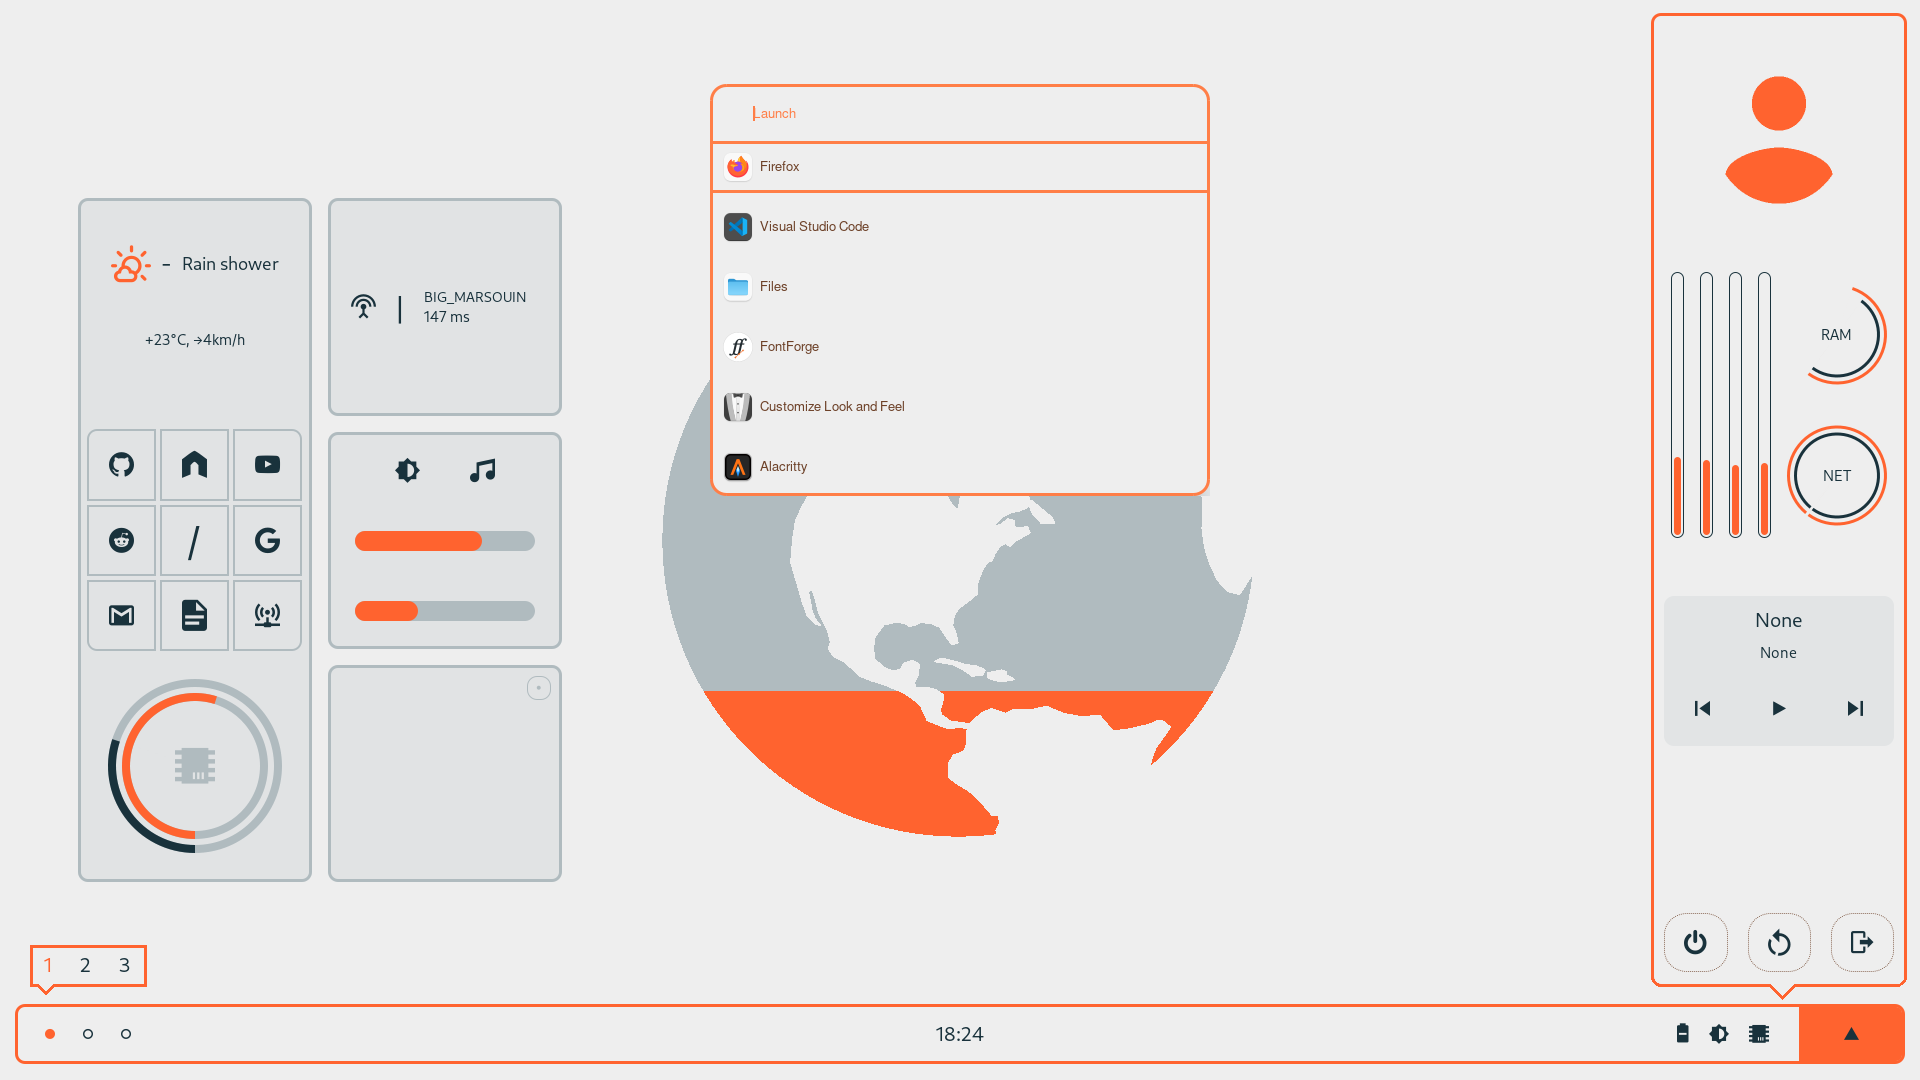 Launch
Firefox
Visual Studio Code
Files
FontForge
Customize Look and Feel
Alacritty
- Rain shower
+23°C, →4km/h
BIG_MARSOUIN
147 ms
/
RAM
NET
None
None
1 2 3
18:24